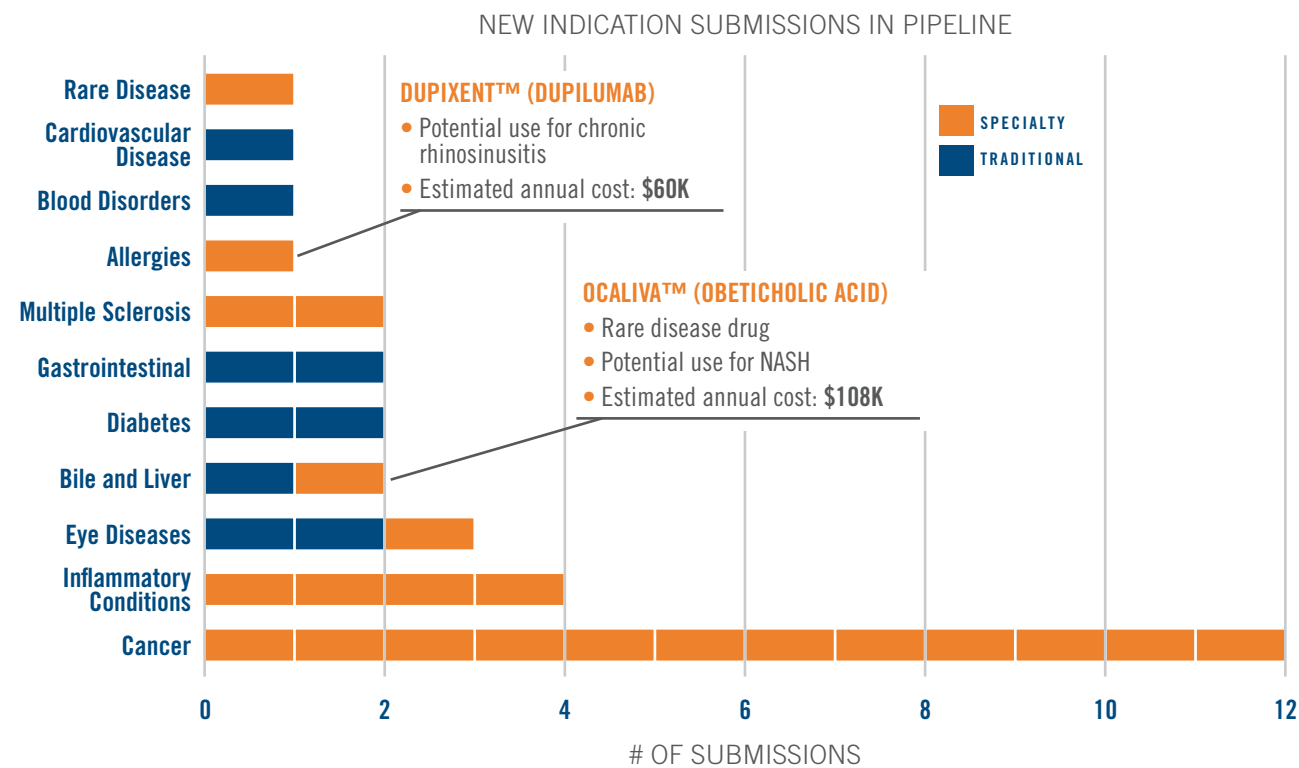 NEW INDICATION SUBMISSIONS IN PIPELINE
Rare Disease
Cardiovascular
Disease
Blood Disorders
Allergies
Multiple Sclerosis
Gastrointestinal
Diabetes
Bile and Liver
Eye Diseases
Inflammatory
Conditions
Cancer
DUPIXENT™ (DUPILUMAB)
• Potential use for chronic
rhinosinusitis
• Estimated annual cost: $60K
SPECIALTY
TRADITIONAL
OCALIVA™ (OBETICHOLIC ACID)
• Rare disease drug
• Potential use for NASH
• Estimated annual cost: $108K
0 2 4 6 8 10 12
# OF SUBMISSIONS